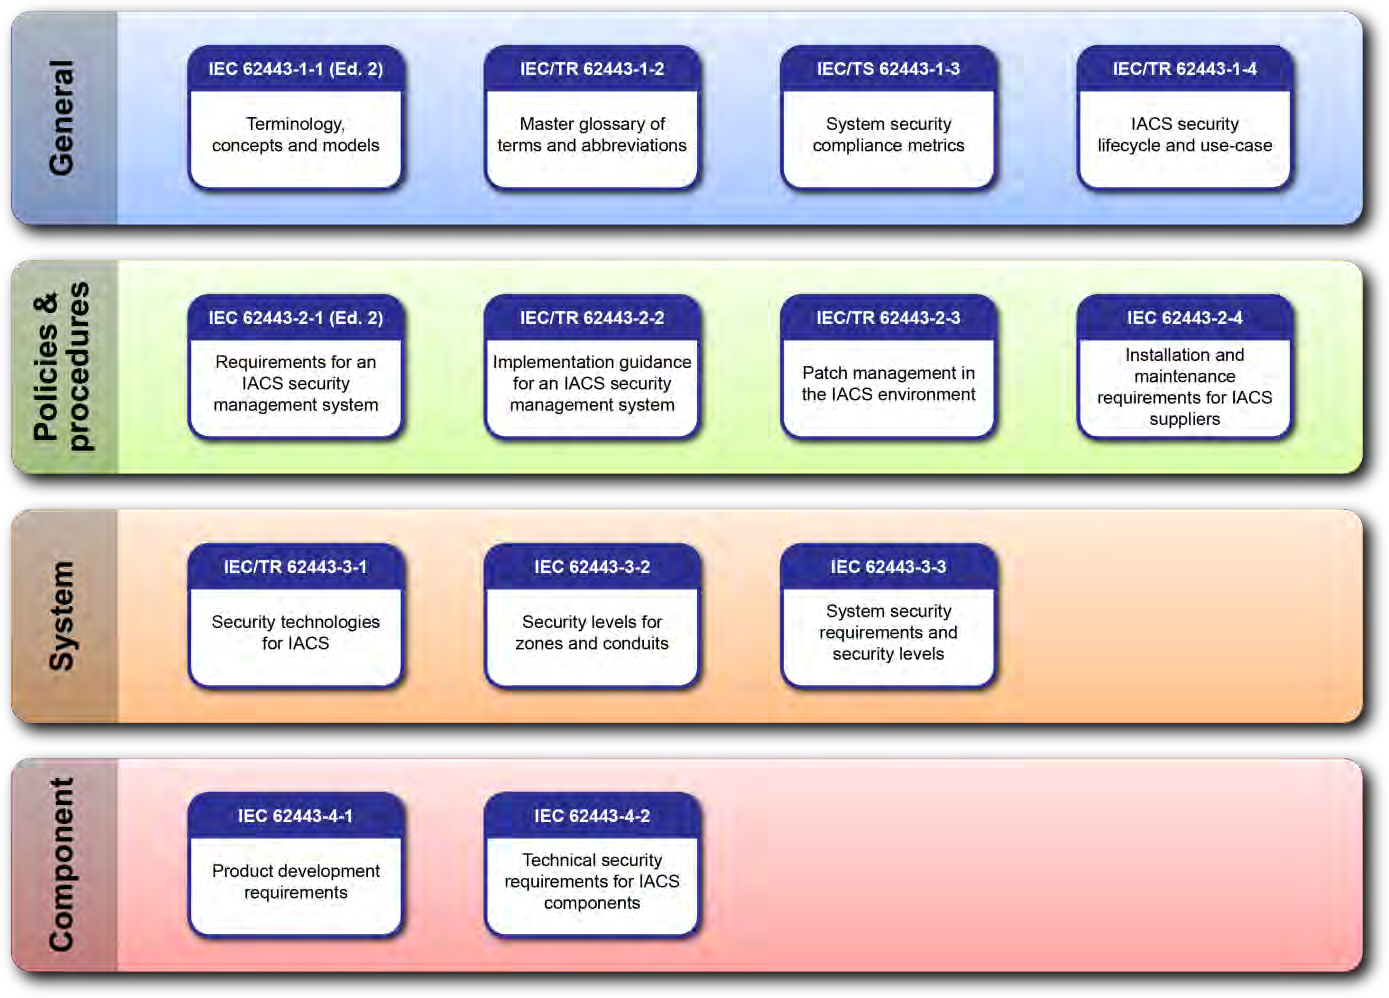 General
IEC 62443-1-1 (Ed. 2)
Terminology,
concepts and models
IEC/TR 62443-1-2
Master glossary of
terms and abbreviations
IEC/TS 62443-1-3
System security
compliance metrics
IEC/TR 62443-1-4
IACS security
lifecycle and use-case
Policies &
procedures
IEC 62443-2-1 (Ed. 2)
Requirements for an
IACS security
management system
IEC/TR 62443-2-2
Implementation guidance
for an IACS security
management system
IEC/TR 62443-2-3
Patch management in
the IACS environment
IEC 62443-2-4
Installation and
maintenance
requirements for IACS
suppliers
System
IEC/TR 62443-3-1
Security technologies
for IACS
IEC 62443-3-2
Security levels for
zones and conduits
IEC 62443-3-3
System security
requirements and
security levels
Component
IEC 62443-4-1
Product development
requirements
IEC 62443-4-2
Technical security
requirements for IACS
components